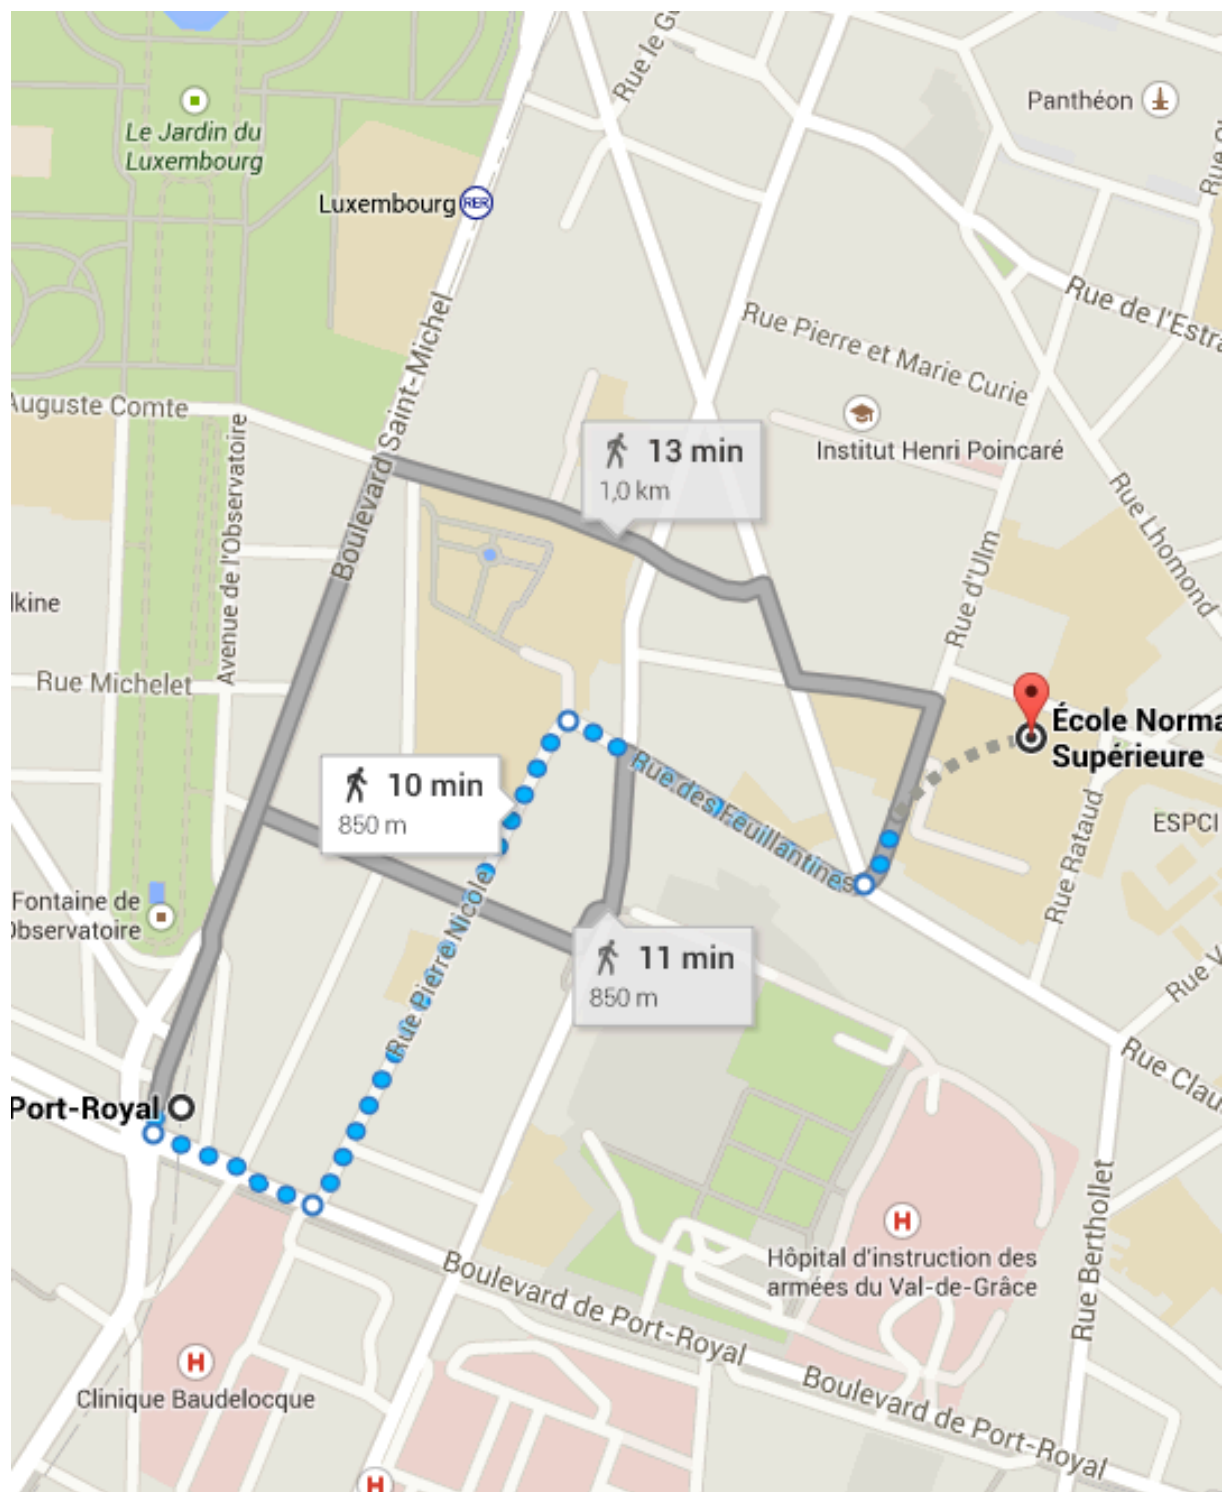 Rue le G
Panthéon
Le Jardin du
Luxembourg
Luxembourg
RER
Rue de l'Estra
Rue Pierre et Marie Curie
Boulevard Saint-Michel
Auguste Comte
Avenue de l'Observatoire
13 min
1,0 km
Institut Henri Poincaré
Rue Lhomond
Rue d'Ulm
lkine
Rue Michelet
École Norma
Supérieure
Rue des Feuillantines
10 min
850 m
ESPCI
Rue Rataud
Fontaine de
Observatoire
Rue Pierre Nicole
11 min
850 m
Rue V
Rue Clau
Port-Royal
H
Hôpital d'instruction des
armées du Val-de-Grâce
Rue Berthollet
Boulevard de Port-Royal
H
Clinique Baudelocque
Boulevard de Port-Royal
H